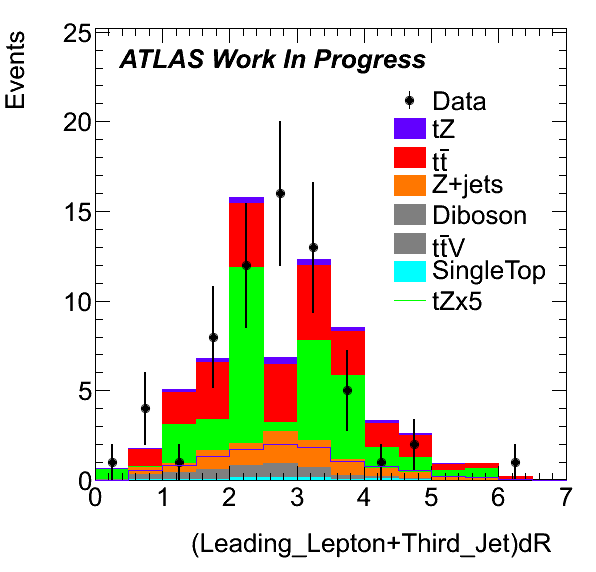 ATLAS Work In Progress
Events
25
20
15
10
5
0
Data
tZ
tt̄
Z+jets
Diboson
tt̄V
SingleTop
tZx5
0 1 2 3 4 5 6 7
(Leading_Lepton+Third_Jet)dR